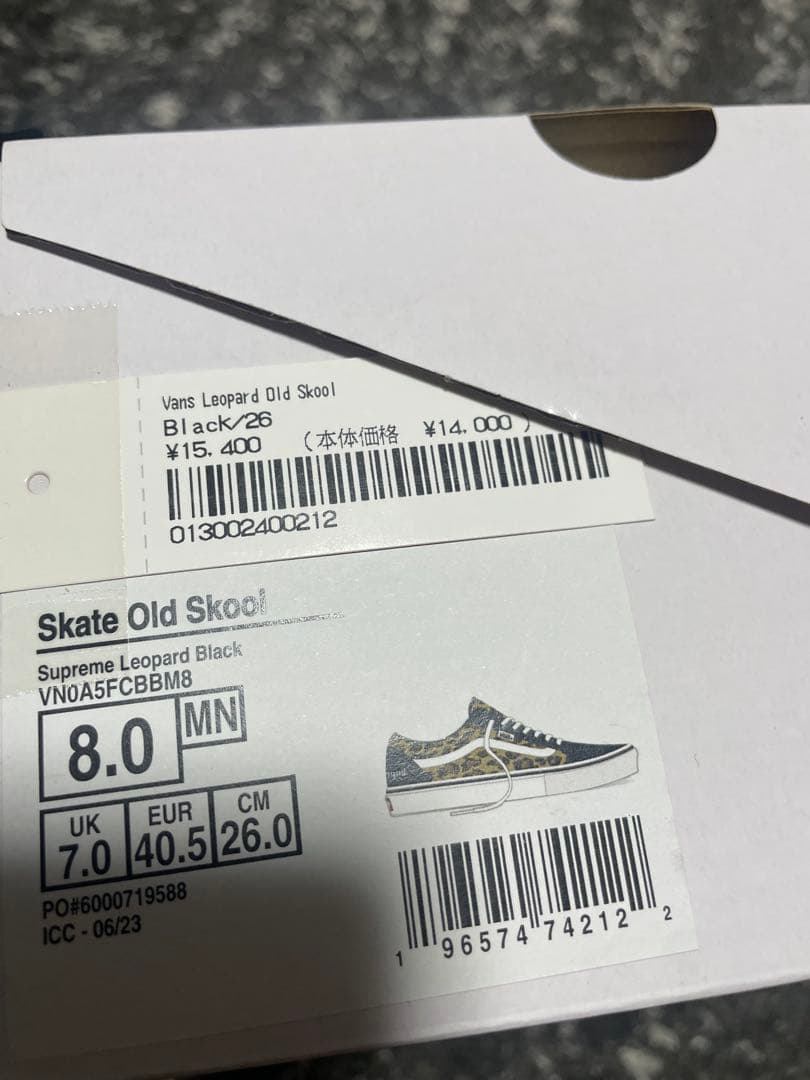 Vans Leopard Old Skool
Black/26
¥15,400 (本体価格 ¥14,000 )
013002400212
Skate Old Skool
Supreme Leopard Black
VN0A5FCBBM8
8.0 MN
UK EUR CM
7.0 40.5 26.0
PO#6000719588
ICC - 06/23
1 96574 74212 2